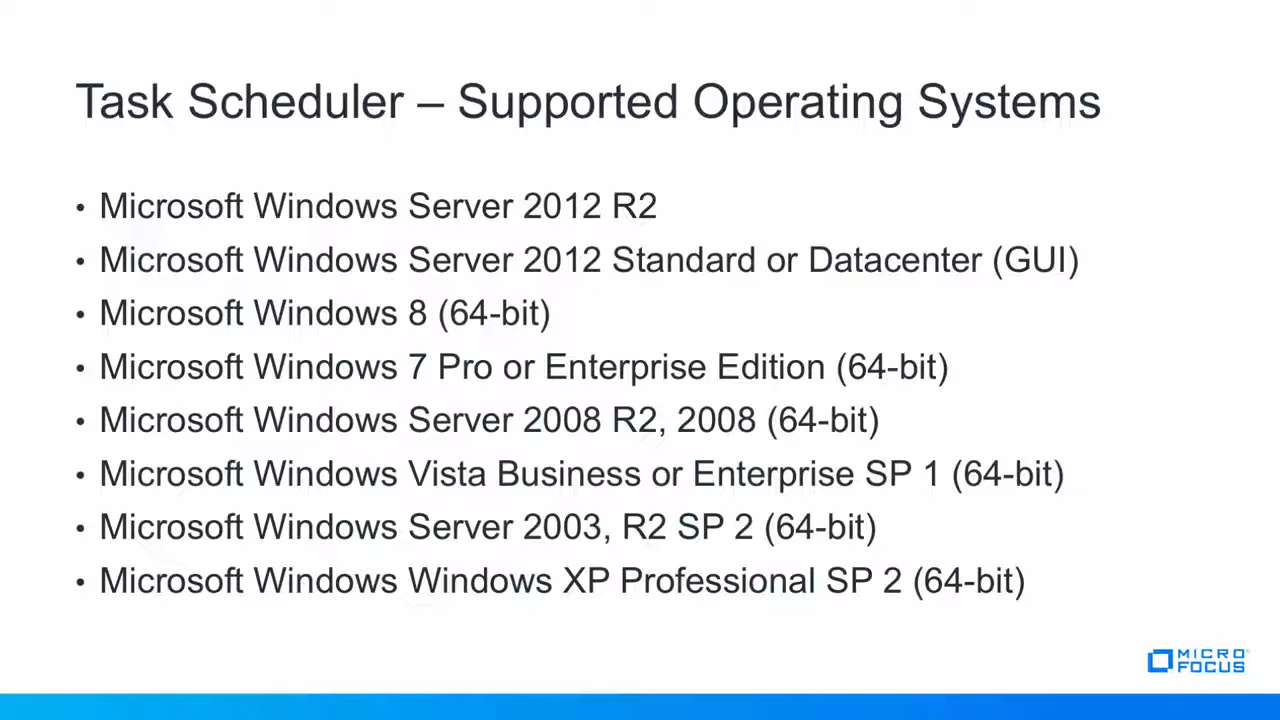 Task Scheduler – Supported Operating Systems
• Microsoft Windows Server 2012 R2
• Microsoft Windows Server 2012 Standard or Datacenter (GUI)
• Microsoft Windows 8 (64-bit)
• Microsoft Windows 7 Pro or Enterprise Edition (64-bit)
• Microsoft Windows Server 2008 R2, 2008 (64-bit)
• Microsoft Windows Vista Business or Enterprise SP 1 (64-bit)
• Microsoft Windows Server 2003, R2 SP 2 (64-bit)
• Microsoft Windows Windows XP Professional SP 2 (64-bit)
MICRO
FOCUS